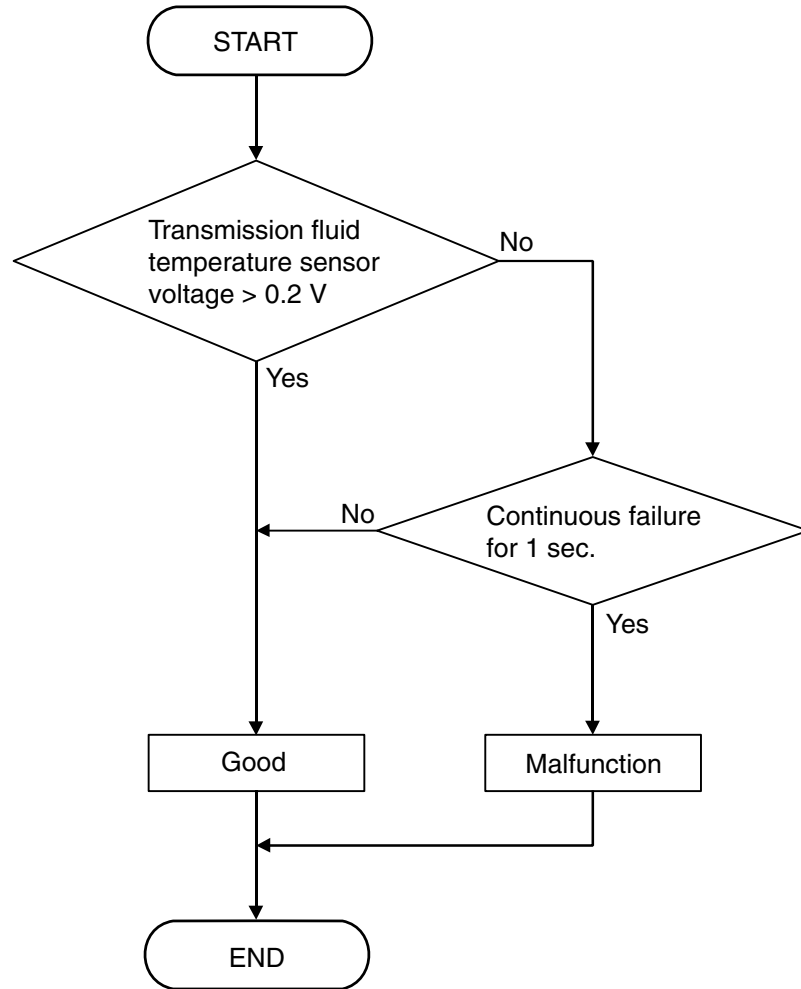 START
Transmission fluid
temperature sensor
voltage > 0.2 V
No
Yes
No
Continuous failure
for 1 sec.
Yes
Good
Malfunction
END